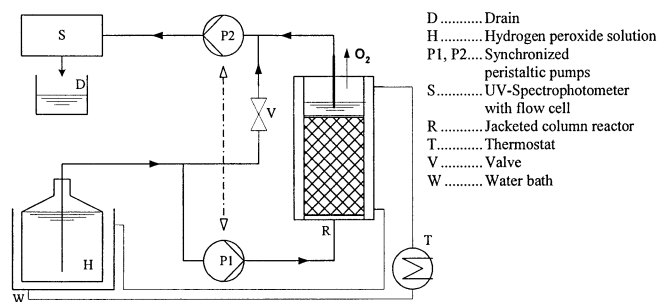 S
P2
O2
D
V
R
H
P1
T
W
D ........... Drain
H ........... Hydrogen peroxide solution
P1, P2.... Synchronized
peristaltic pumps
S ........... UV-Spectrophotometer
with flow cell
R ........... Jacketed column reactor
T ........... Thermostat
V ........... Valve
W .......... Water bath